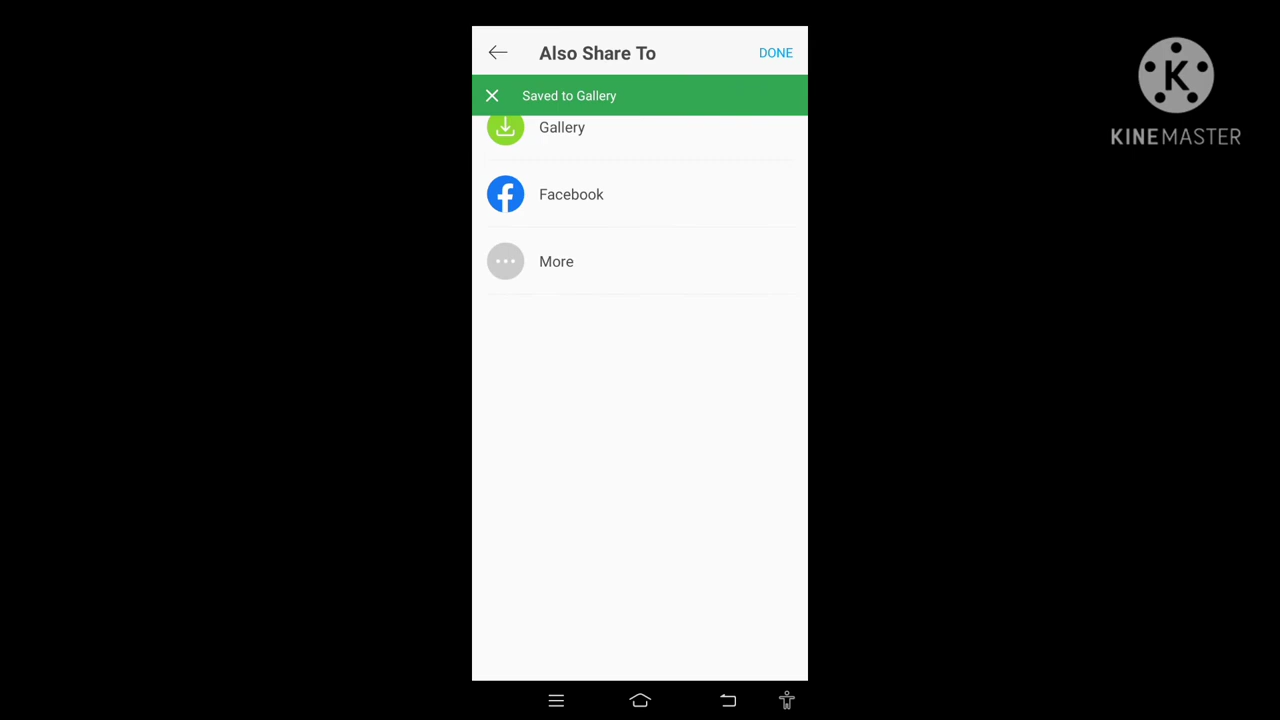 Also Share To
DONE
Saved to Gallery
Gallery
Facebook
More
KINEMASTER